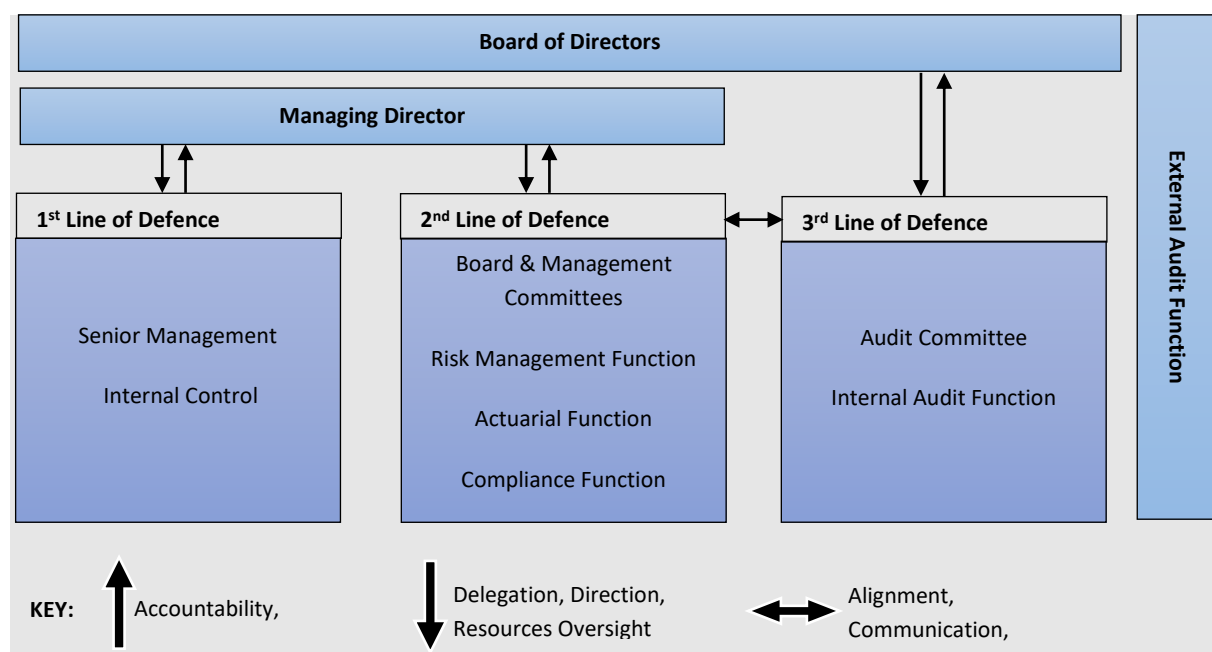 Board of Directors
Managing Director
External Audit Function
1st Line of Defence
Senior Management
Internal Control
2nd Line of Defence
Board & Management
Committees
Risk Management Function
Actuarial Function
Compliance Function
3rd Line of Defence
Audit Committee
Internal Audit Function
KEY:
Accountability,
Delegation, Direction,
Resources Oversight
Alignment,
Communication,